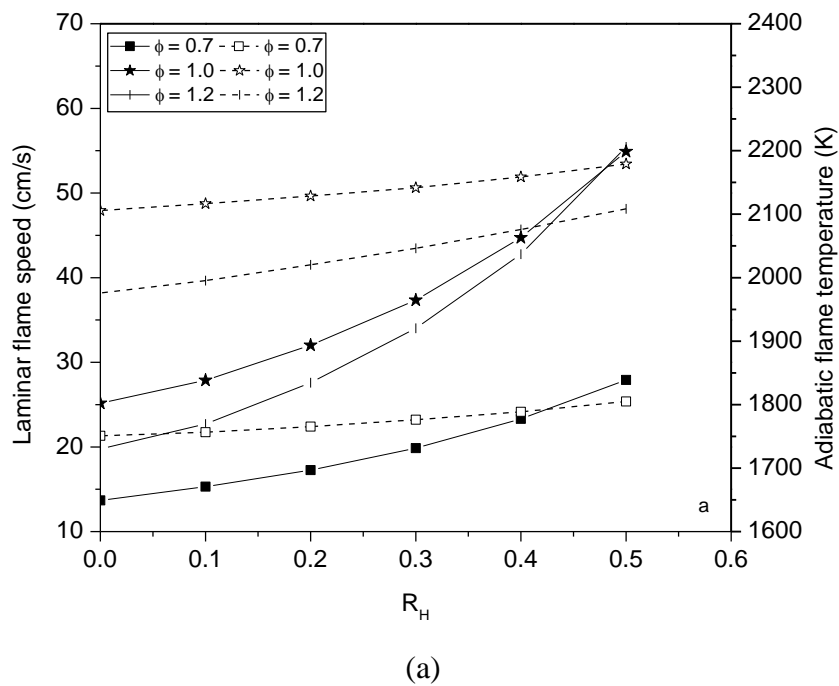 70
60
50
40
30
20
10
Laminar flame speed (cm/s)
ϕ = 0.7 ϕ = 0.7
ϕ = 1.0 ϕ = 1.0
ϕ = 1.2 ϕ = 1.2
a
2400
2300
2200
2100
2000
1900
1800
1700
1600
Adiabatic flame temperature (K)
0.0 0.1 0.2 0.3 0.4 0.5 0.6
R_H
(a)